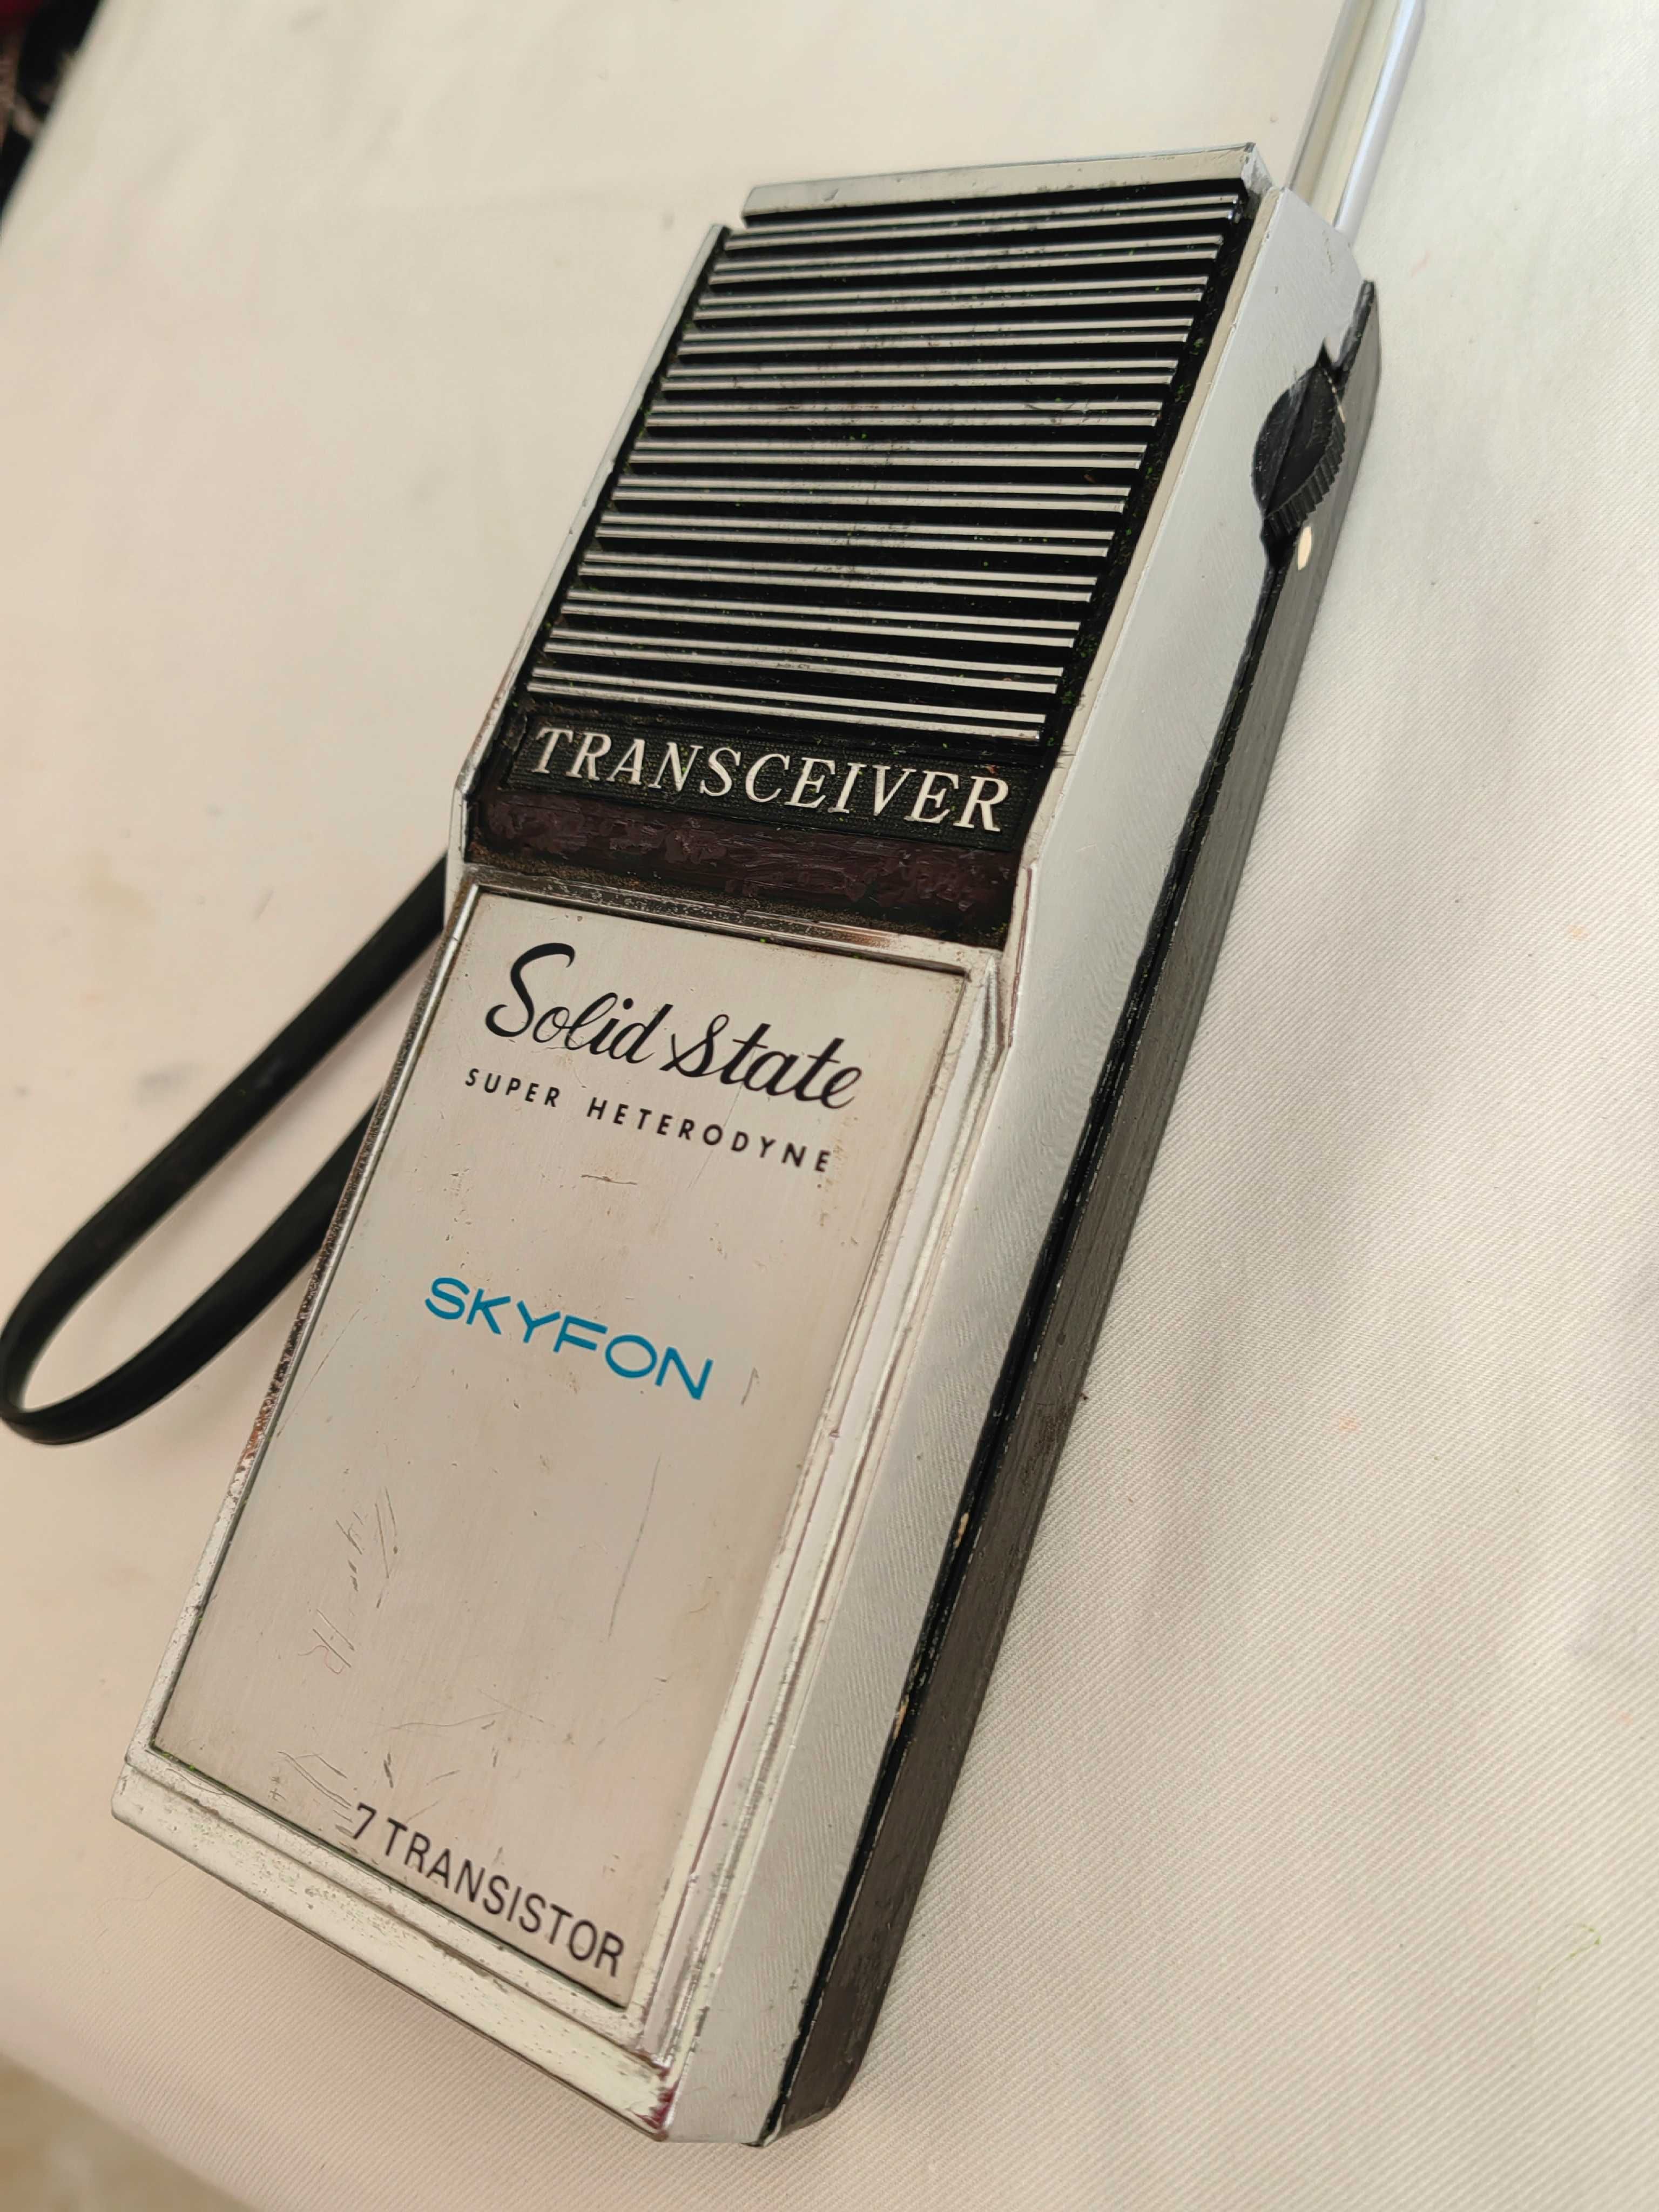 TRANSCEIVER
Solid State
SUPER HETERODYNE
SKYFON
7 TRANSISTOR